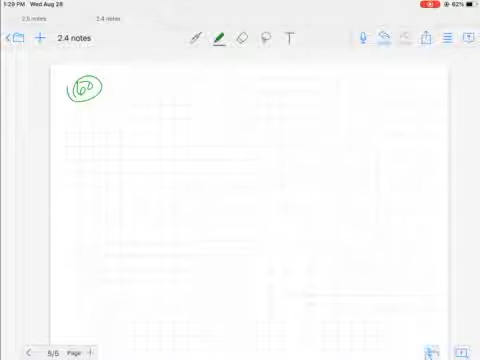 1:29 PM Wed Aug 28 62%
2.5 notes 2.4 notes
2.4 notes T
60
5/5 Page